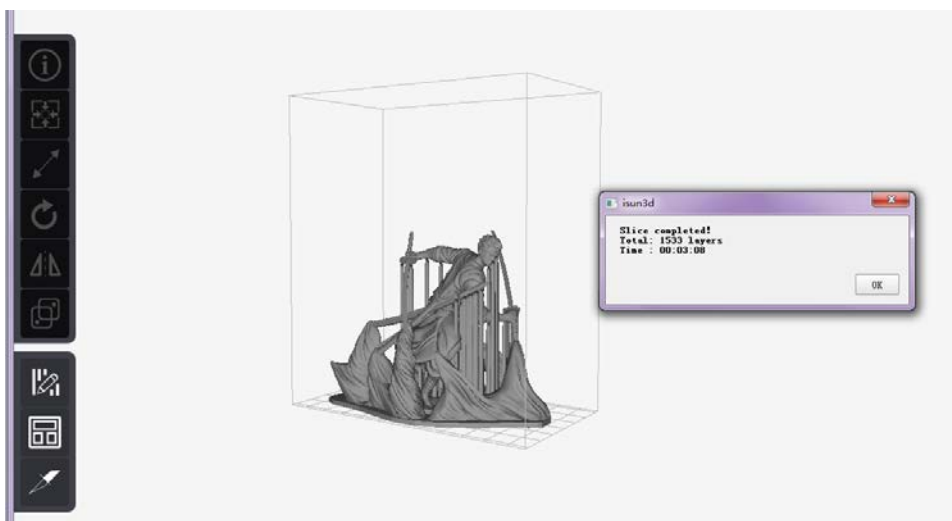 isun3d
Slice completed!
Total: 1533 layers
Time : 00:03:08
OK